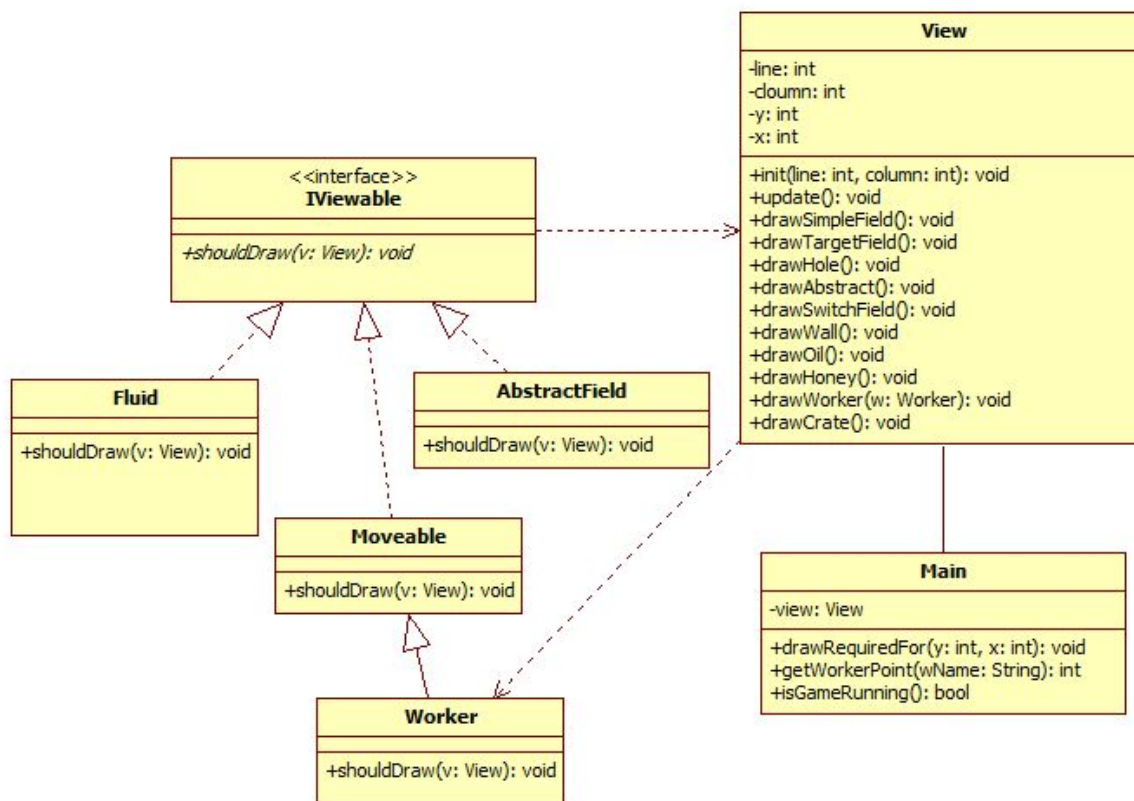 View
-line: int
-cloumn: int
-y: int
-x: int
+init(line: int, column: int): void
+update(): void
+drawSimpleField(): void
+drawTargetField(): void
+drawHole(): void
+drawAbstract(): void
+drawSwitchField(): void
+drawWall(): void
+drawOil(): void
+drawHoney(): void
+drawWorker(w: Worker): void
+drawCrate(): void
<<interface>>
IViewable
+shouldDraw(v: View): void
Fluid
+shouldDraw(v: View): void
AbstractField
+shouldDraw(v: View): void
Moveable
+shouldDraw(v: View): void
Worker
+shouldDraw(v: View): void
Main
-view: View
+drawRequiredFor(y: int, x: int): void
+getWorkerPoint(wName: String): int
+isGameRunning(): bool